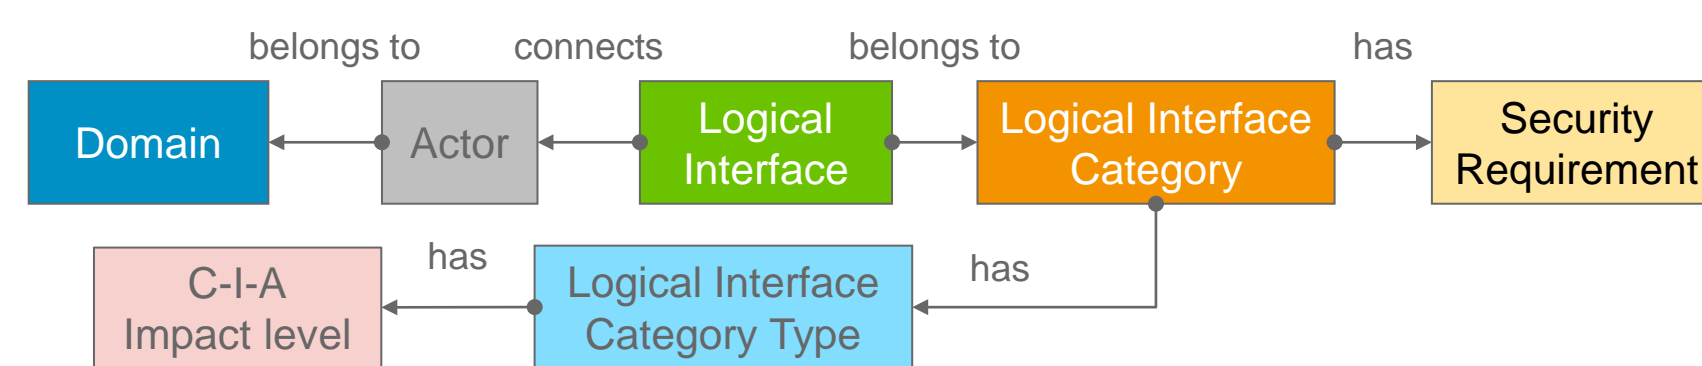 belongs to
connects
belongs to
has
Domain
Actor
Logical
Interface
Logical Interface
Category
Security
Requirement
C-I-A
Impact level
has
Logical Interface
Category Type
has